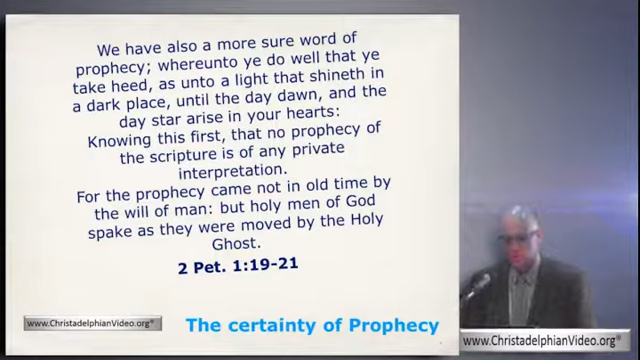 We have also a more sure word of
prophecy; whereunto ye do well that ye
take heed, as unto a light that shineth in
a dark place, until the day dawn, and the
day star arise in your hearts:
Knowing this first, that no prophecy of
the scripture is of any private
interpretation.
For the prophecy came not in old time by
the will of man: but holy men of God
spake as they were moved by the Holy
Ghost.
2 Pet. 1:19-21
www.ChristadelphianVideo.org®
The certainty of Prophecy
www.ChristadelphianVideo.org®